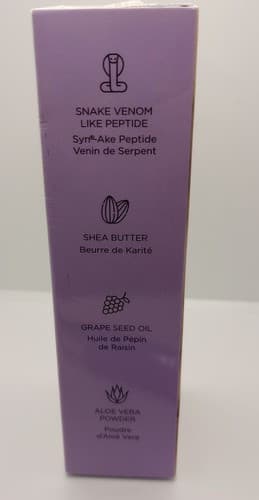 SNAKE VENOM
LIKE PEPTIDE
Syn®-Ake Peptide
Venin de Serpent
SHEA BUTTER
Beurre de Karité
GRAPE SEED OIL
Huile de Pépin
de Raisin
ALOE VERA
POWDER
Poudre
d'Aloé Vera